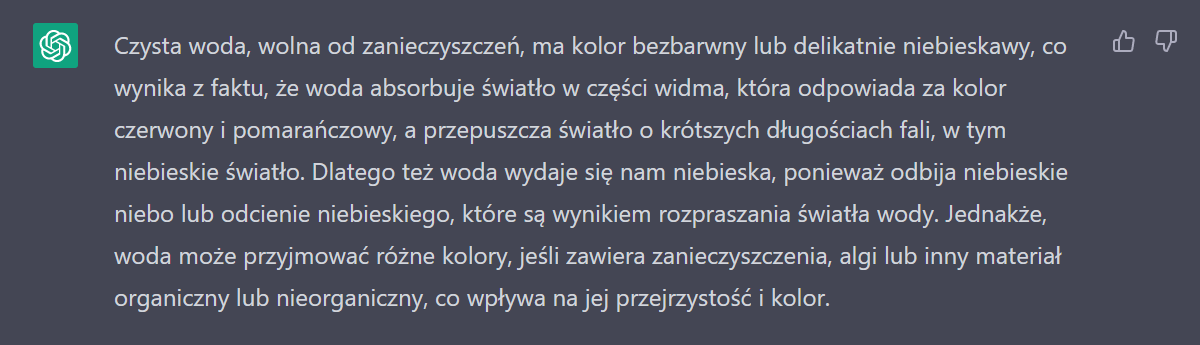 Czysta woda, wolna od zanieczyszczeń, ma kolor bezbarwny lub delikatnie niebieskawy, co
wynika z faktu, że woda absorbuje światło w części widma, która odpowiada za kolor
czerwony i pomarańczowy, a przepuszcza światło o krótszych długościach fali, w tym
niebieskie światło. Dlatego też woda wydaje się nam niebieska, ponieważ odbija niebieskie
niebo lub odcienie niebieskiego, które są wynikiem rozpraszania światła wody. Jednakże,
woda może przyjmować różne kolory, jeśli zawiera zanieczyszczenia, algi lub inny materiał
organiczny lub nieorganiczny, co wpływa na jej przejrzystość i kolor.